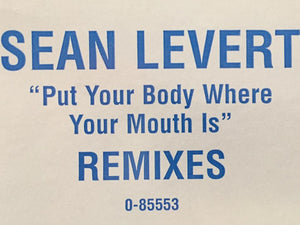 SEAN LEVERT
“Put Your Body Where
Your Mouth Is”
REMIXES
0-85553